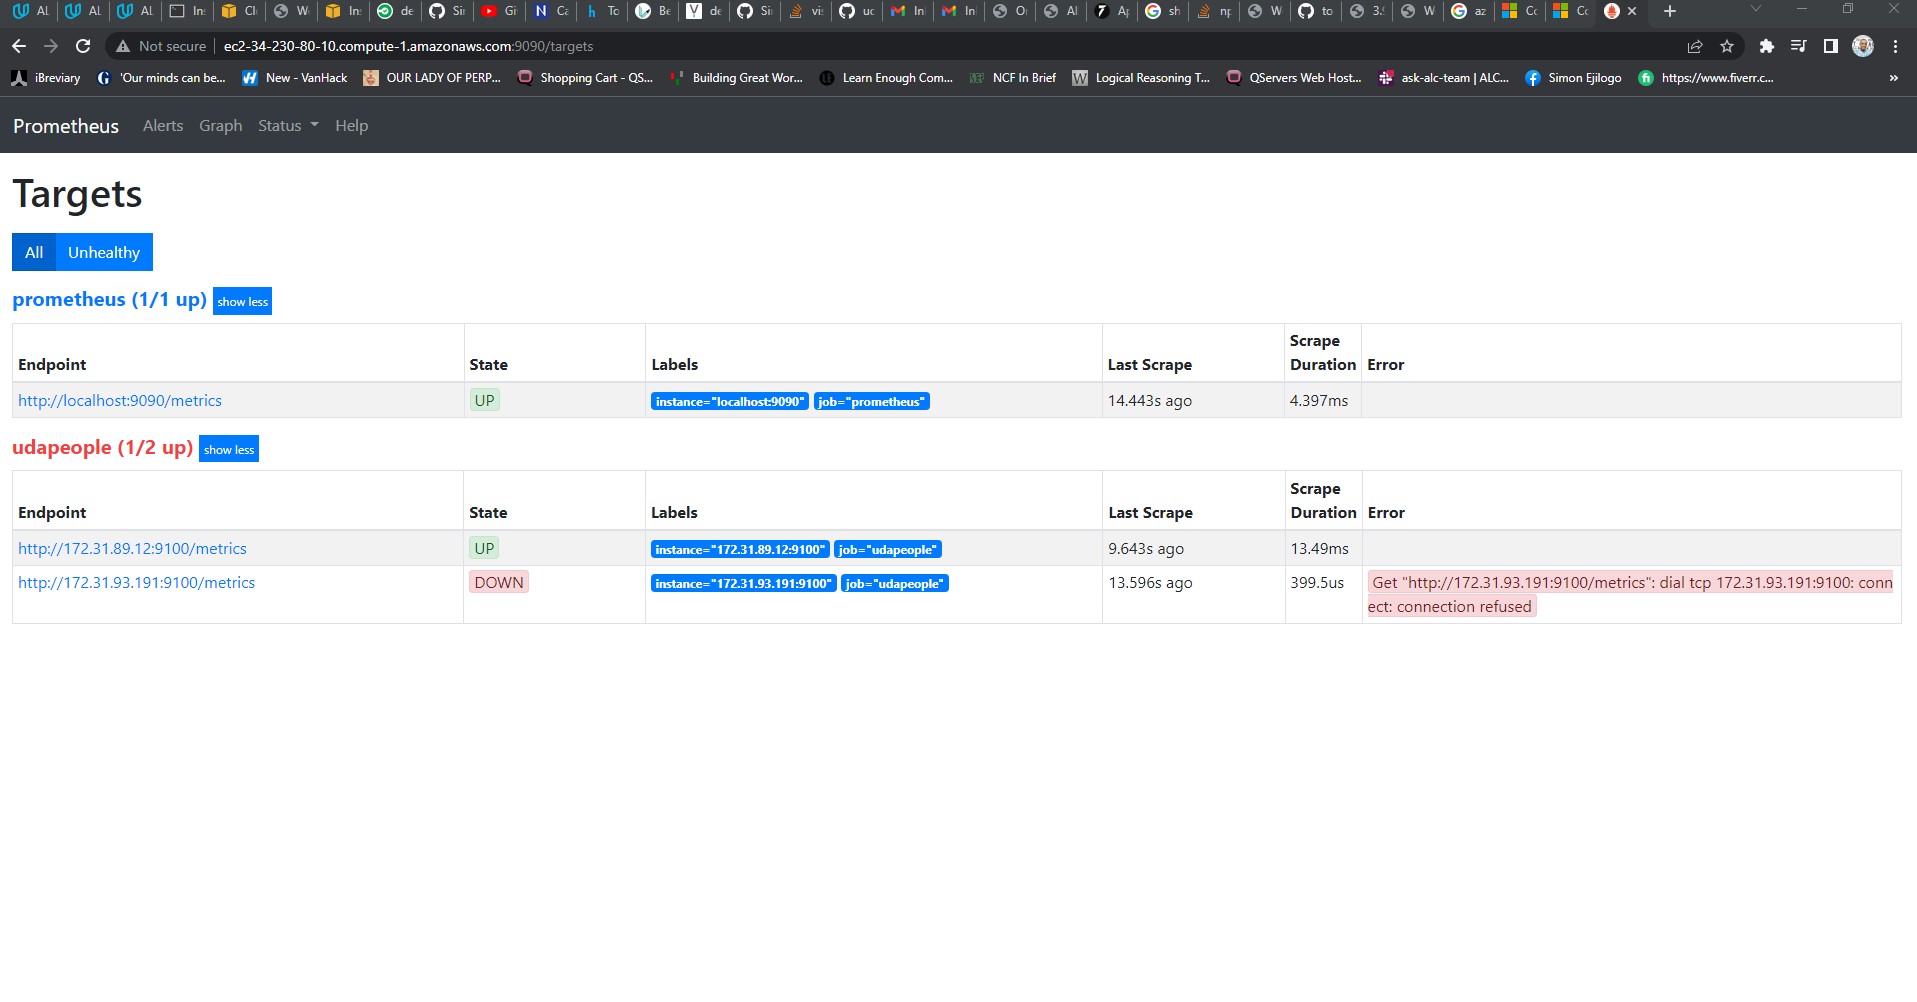 AL AL AL In: Cl W In: de Sir Gi Ca To Be de Sir vis uc Inl Inl O Al A sh np W to 3. W az Cc Cc
Not secure ec2-34-230-80-10.compute-1.amazonaws.com:9090/targets
iBreviary 'Our minds can be... New - VanHack OUR LADY OF PERP... Shopping Cart - QS... Building Great Wor... Learn Enough Com... NCF In Brief Logical Reasoning T... QServers Web Host... ask-alc-team | ALC... Simon Ejilogo https://www.fiverr.c... »
Prometheus Alerts Graph Status Help
Targets
All Unhealthy
prometheus (1/1 up) show less
Endpoint State Labels Last Scrape Scrape Duration Error
http://localhost:9090/metrics UP instance="localhost:9090" job="prometheus" 14.443s ago 4.397ms
udapeople (1/2 up) show less
Endpoint State Labels Last Scrape Scrape Duration Error
http://172.31.89.12:9100/metrics UP instance="172.31.89.12:9100" job="udapeople" 9.643s ago 13.49ms
http://172.31.93.191:9100/metrics DOWN instance="172.31.93.191:9100" job="udapeople" 13.596s ago 399.5us Get "http://172.31.93.191:9100/metrics": dial tcp 172.31.93.191:9100: conn
ect: connection refused